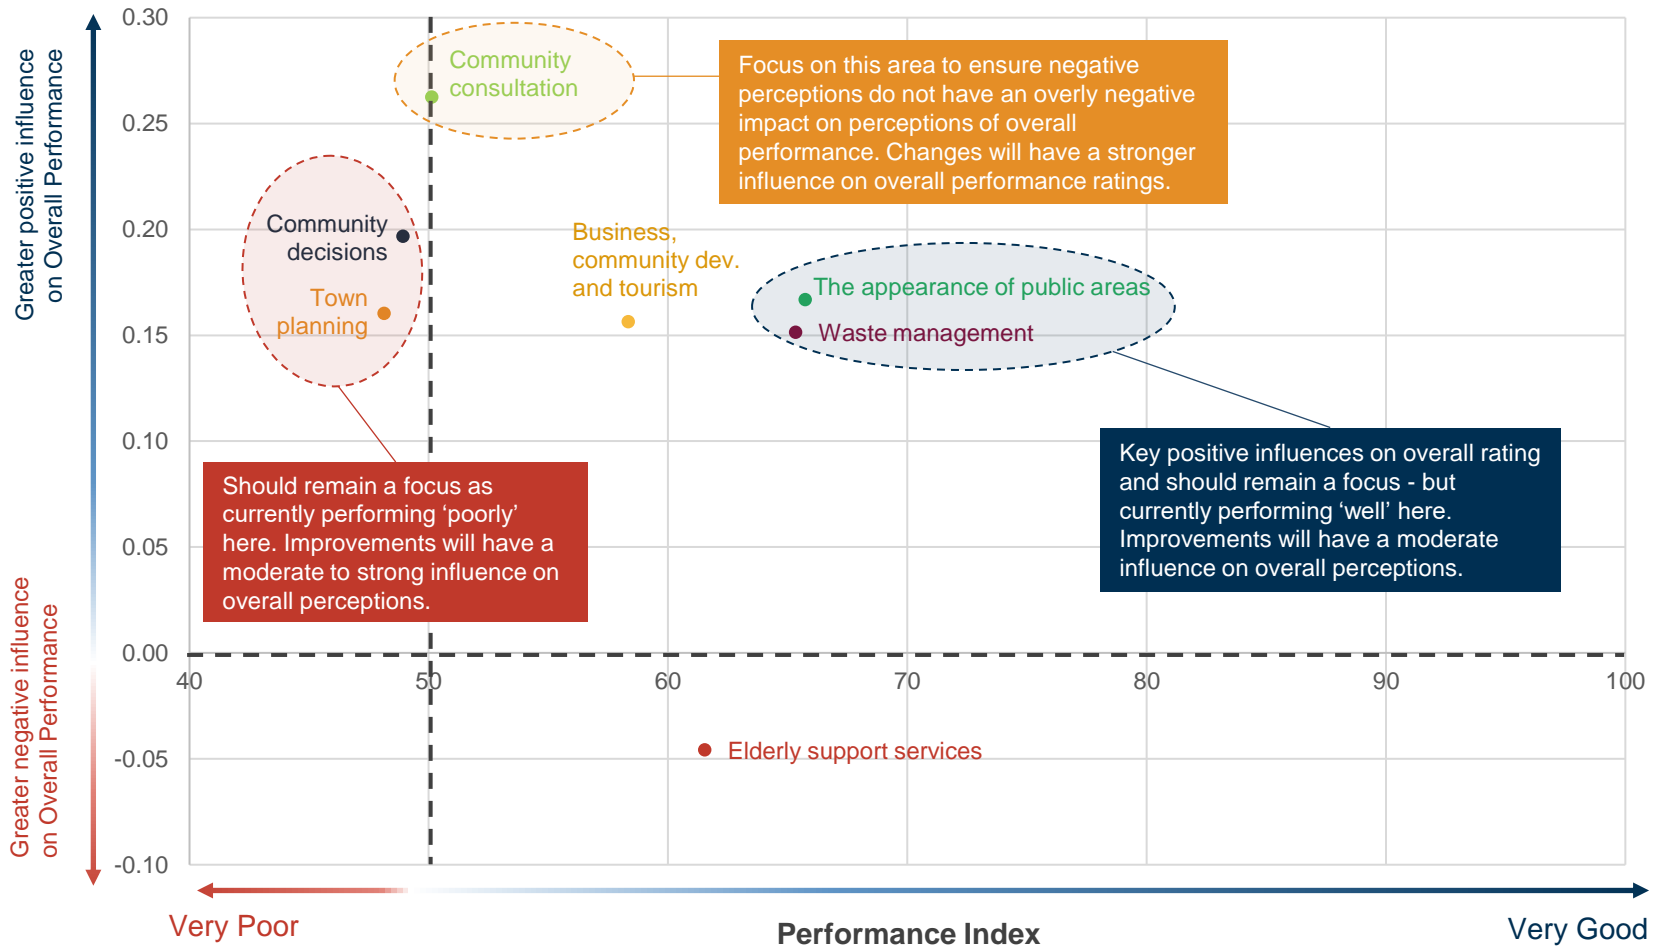 Greater positive influence
on Overall Performance
Greater negative influence
on Overall Performance
0.30
0.25
0.20
0.15
0.10
0.05
0.00
-0.05
-0.10
40
50
60
70
80
90
100
Community
consultation
Focus on this area to ensure negative
perceptions do not have an overly negative
impact on perceptions of overall
performance. Changes will have a stronger
influence on overall performance ratings.
Community
decisions
Town
planning
Business,
community dev.
and tourism
The appearance of public areas
Waste management
Should remain a focus as
currently performing ‘poorly’
here. Improvements will have a
moderate to strong influence on
overall perceptions.
Key positive influences on overall rating
and should remain a focus - but
currently performing ‘well’ here.
Improvements will have a moderate
influence on overall perceptions.
Elderly support services
Very Poor
Performance Index
Very Good